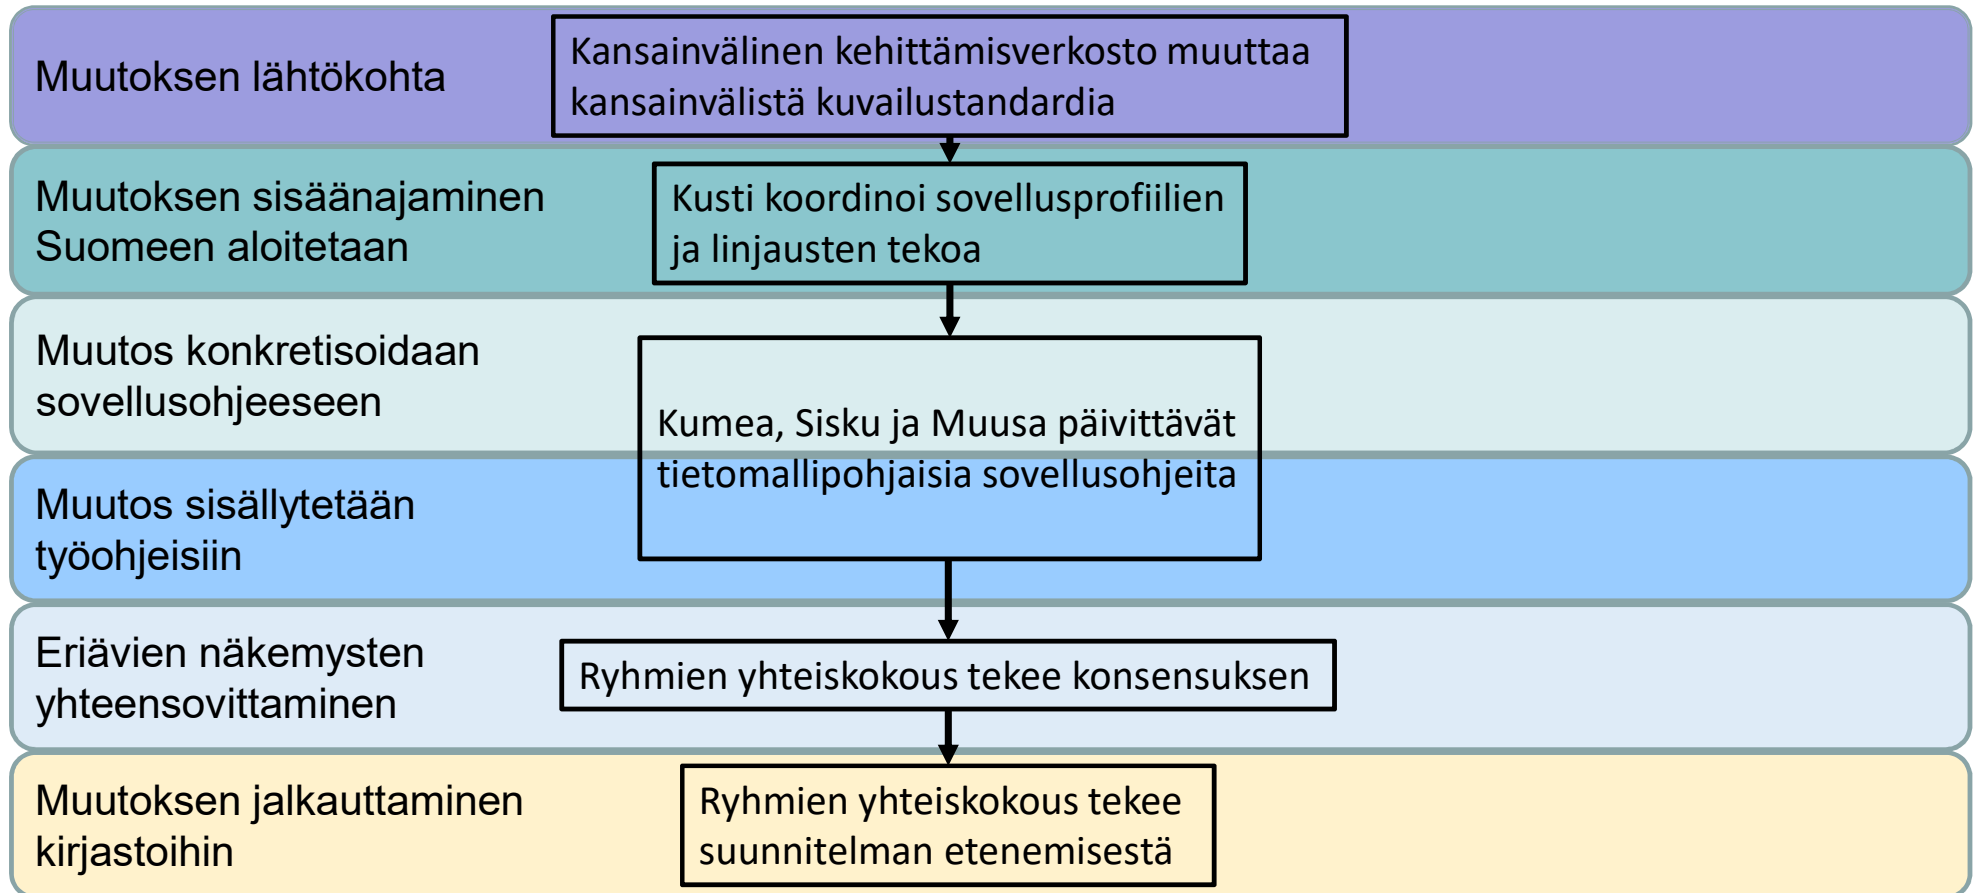 Muutoksen lähtökohta
Kansainvälinen kehittämisverkosto muuttaa
kansainvälistä kuvailustandardia
Muutoksen sisäänajaminen
Suomeen aloitetaan
Kusti koordinoi sovellusprofiilien
ja linjausten tekoa
Muutos konkretisoidaan
sovellusohjeeseen
Kumea, Sisku ja Muusa päivittävät
tietomallipohjaisia sovellusohjeita
Muutos sisällytetään
työohjeisiin
Eriävien näkemysten
yhteensovittaminen
Ryhmien yhteiskokous tekee konsensuksen
Muutoksen jalkauttaminen
kirjastoihin
Ryhmien yhteiskokous tekee
suunnitelman etenemisestä